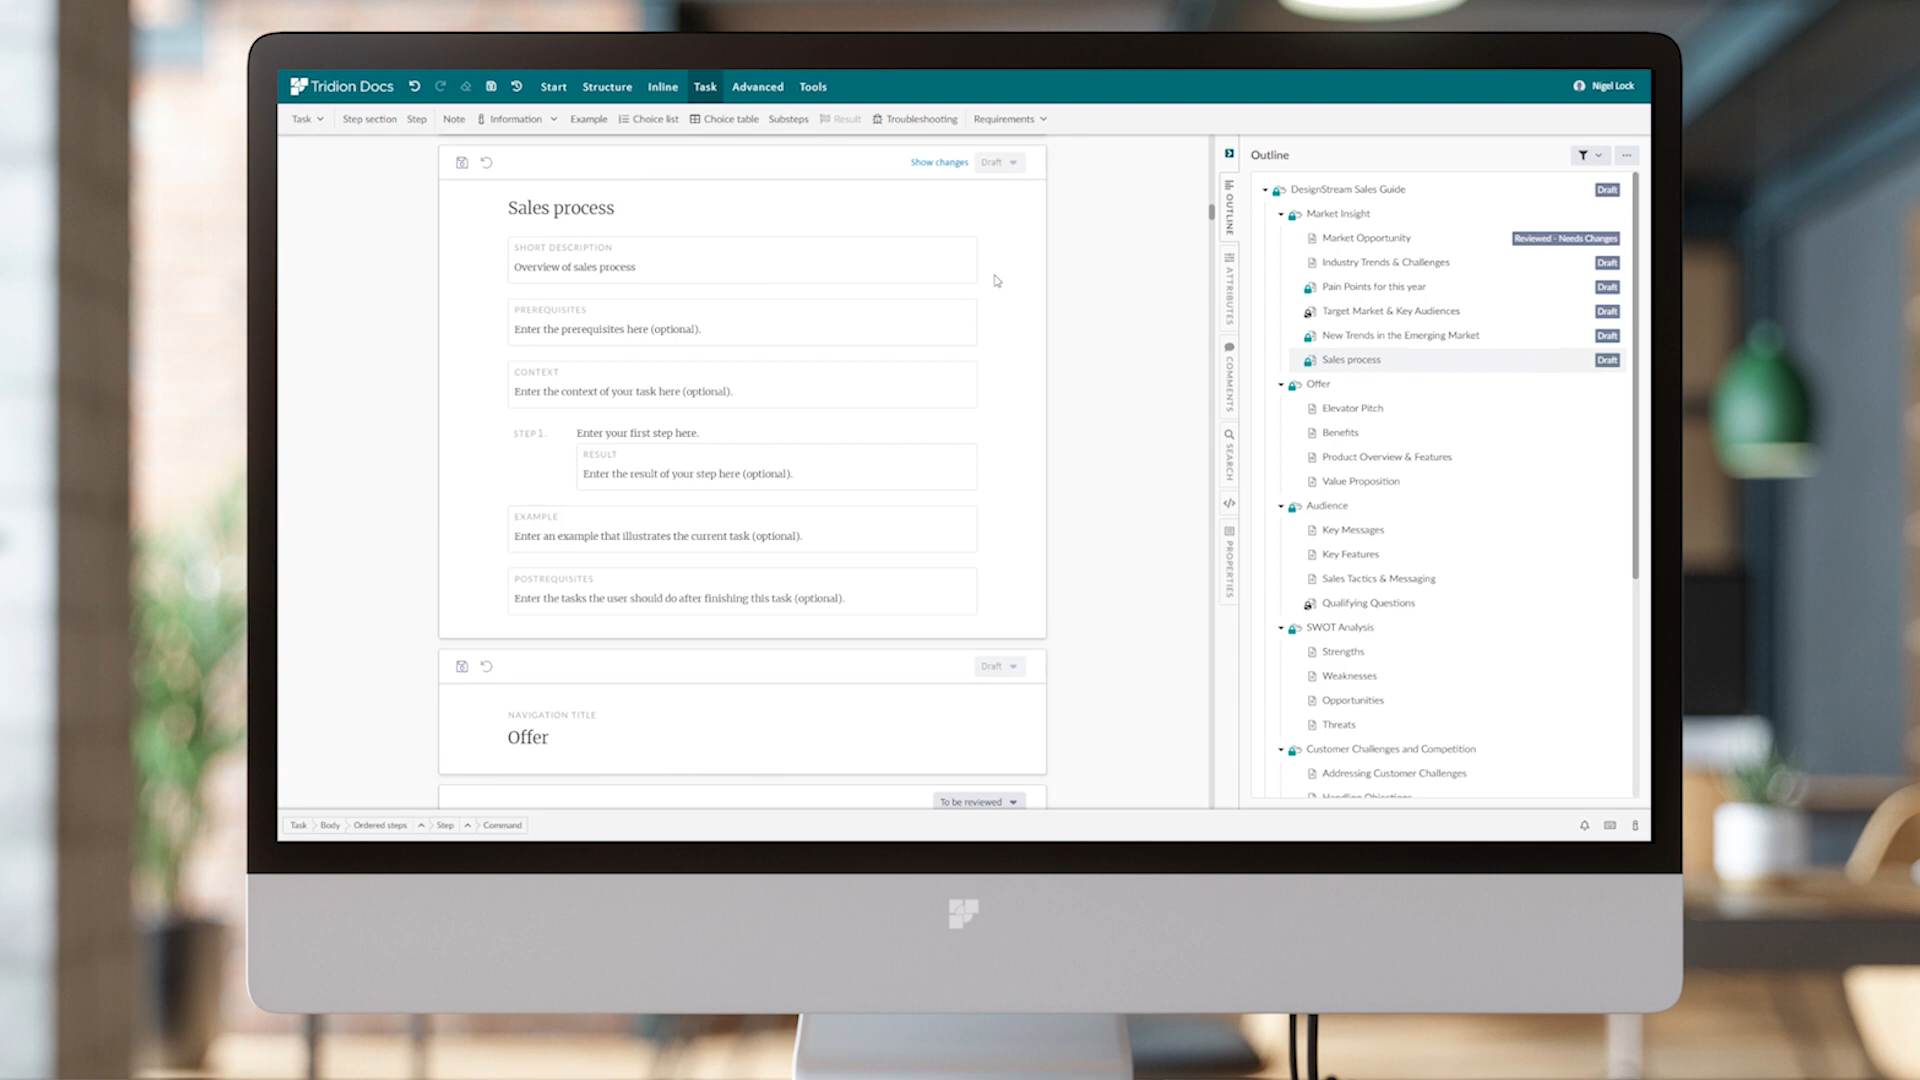 Tridion Docs Start Structure Inline Task Advanced Tools Nigel Lock
Task Step section Step Note Information Example Choice list Choice table Substeps Result Troubleshooting Requirements
Show changes Draft
Sales process
SHORT DESCRIPTION
Overview of sales process
PREREQUISITES
Enter the prerequisites here (optional).
CONTEXT
Enter the context of your task here (optional).
STEP 1. Enter your first step here.
RESULT
Enter the result of your step here (optional).
EXAMPLE
Enter an example that illustrates the current task (optional).
POSTREQUISITES
Enter the tasks the user should do after finishing this task (optional).
Draft
NAVIGATION TITLE
Offer
To be reviewed
Task Body Ordered steps Step Command
OUTLINE
ATTRIBUTES
COMMENTS
SEARCH
PROPERTIES
Outline
DesignStream Sales Guide Draft
Market Insight
Market Opportunity Reviewed - Needs Changes
Industry Trends & Challenges Draft
Pain Points for this year Draft
Target Market & Key Audiences Draft
New Trends in the Emerging Market Draft
Sales process Draft
Offer
Elevator Pitch
Benefits
Product Overview & Features
Value Proposition
Audience
Key Messages
Key Features
Sales Tactics & Messaging
Qualifying Questions
SWOT Analysis
Strengths
Weaknesses
Opportunities
Threats
Customer Challenges and Competition
Addressing Customer Challenges
Handling Objections